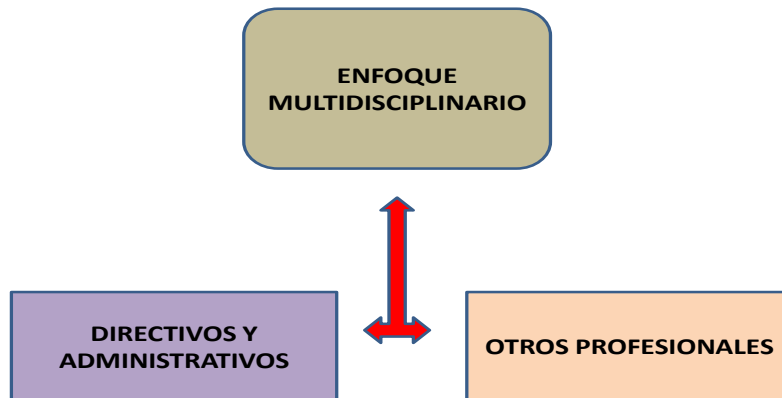 ENFOQUE
MULTIDISCIPLINARIO
DIRECTIVOS Y
ADMINISTRATIVOS
OTROS PROFESIONALES